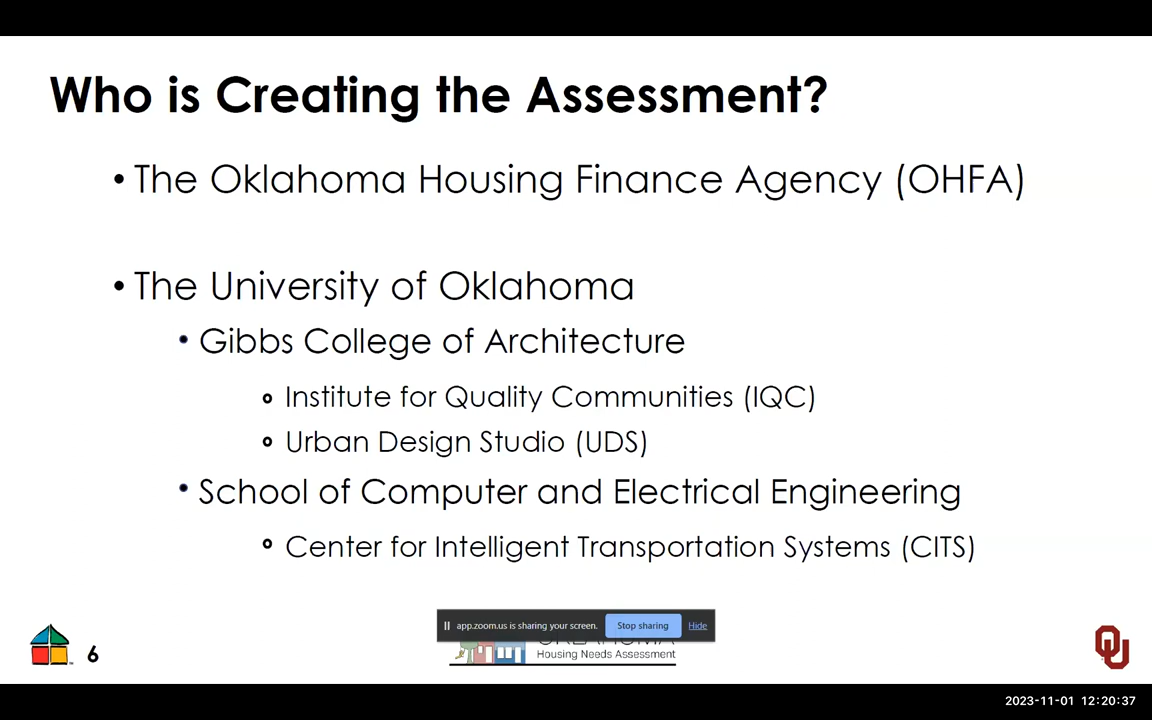 Who is Creating the Assessment?
• The Oklahoma Housing Finance Agency (OHFA)
• The University of Oklahoma
• Gibbs College of Architecture
Institute for Quality Communities (IQC)
Urban Design Studio (UDS)
• School of Computer and Electrical Engineering
Center for Intelligent Transportation Systems (CITS)
app.zoom.us is sharing your screen. Stop sharing Hide
Housing Needs Assessment
6
OU
2023-11-01 12:20:37